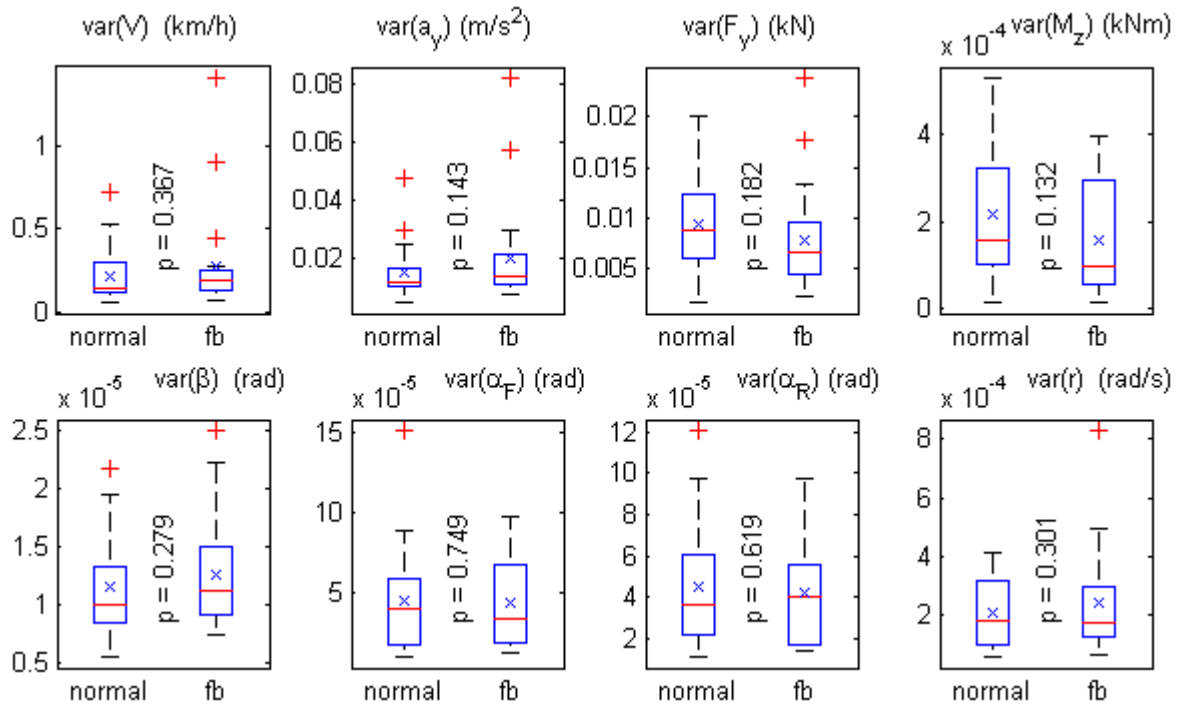 var(V) (km/h)
var(a_y) (m/s^2)
var(F_y) (kN)
x 10^-4 var(M_z) (kNm)
1
0.5
0
p = 0.367
normal fb
0.08
0.06
0.04
0.02
p = 0.143
normal fb
0.02
0.015
0.01
0.005
p = 0.182
normal fb
4
2
0
p = 0.132
normal fb
x 10^-5 var(β) (rad)
x 10^-5 var(α_F) (rad)
x 10^-5 var(α_R) (rad)
x 10^-4 var(r) (rad/s)
2.5
2
1.5
1
0.5
p = 0.279
normal fb
15
10
5
p = 0.749
normal fb
12
10
8
6
4
2
p = 0.619
normal fb
8
6
4
2
p = 0.301
normal fb